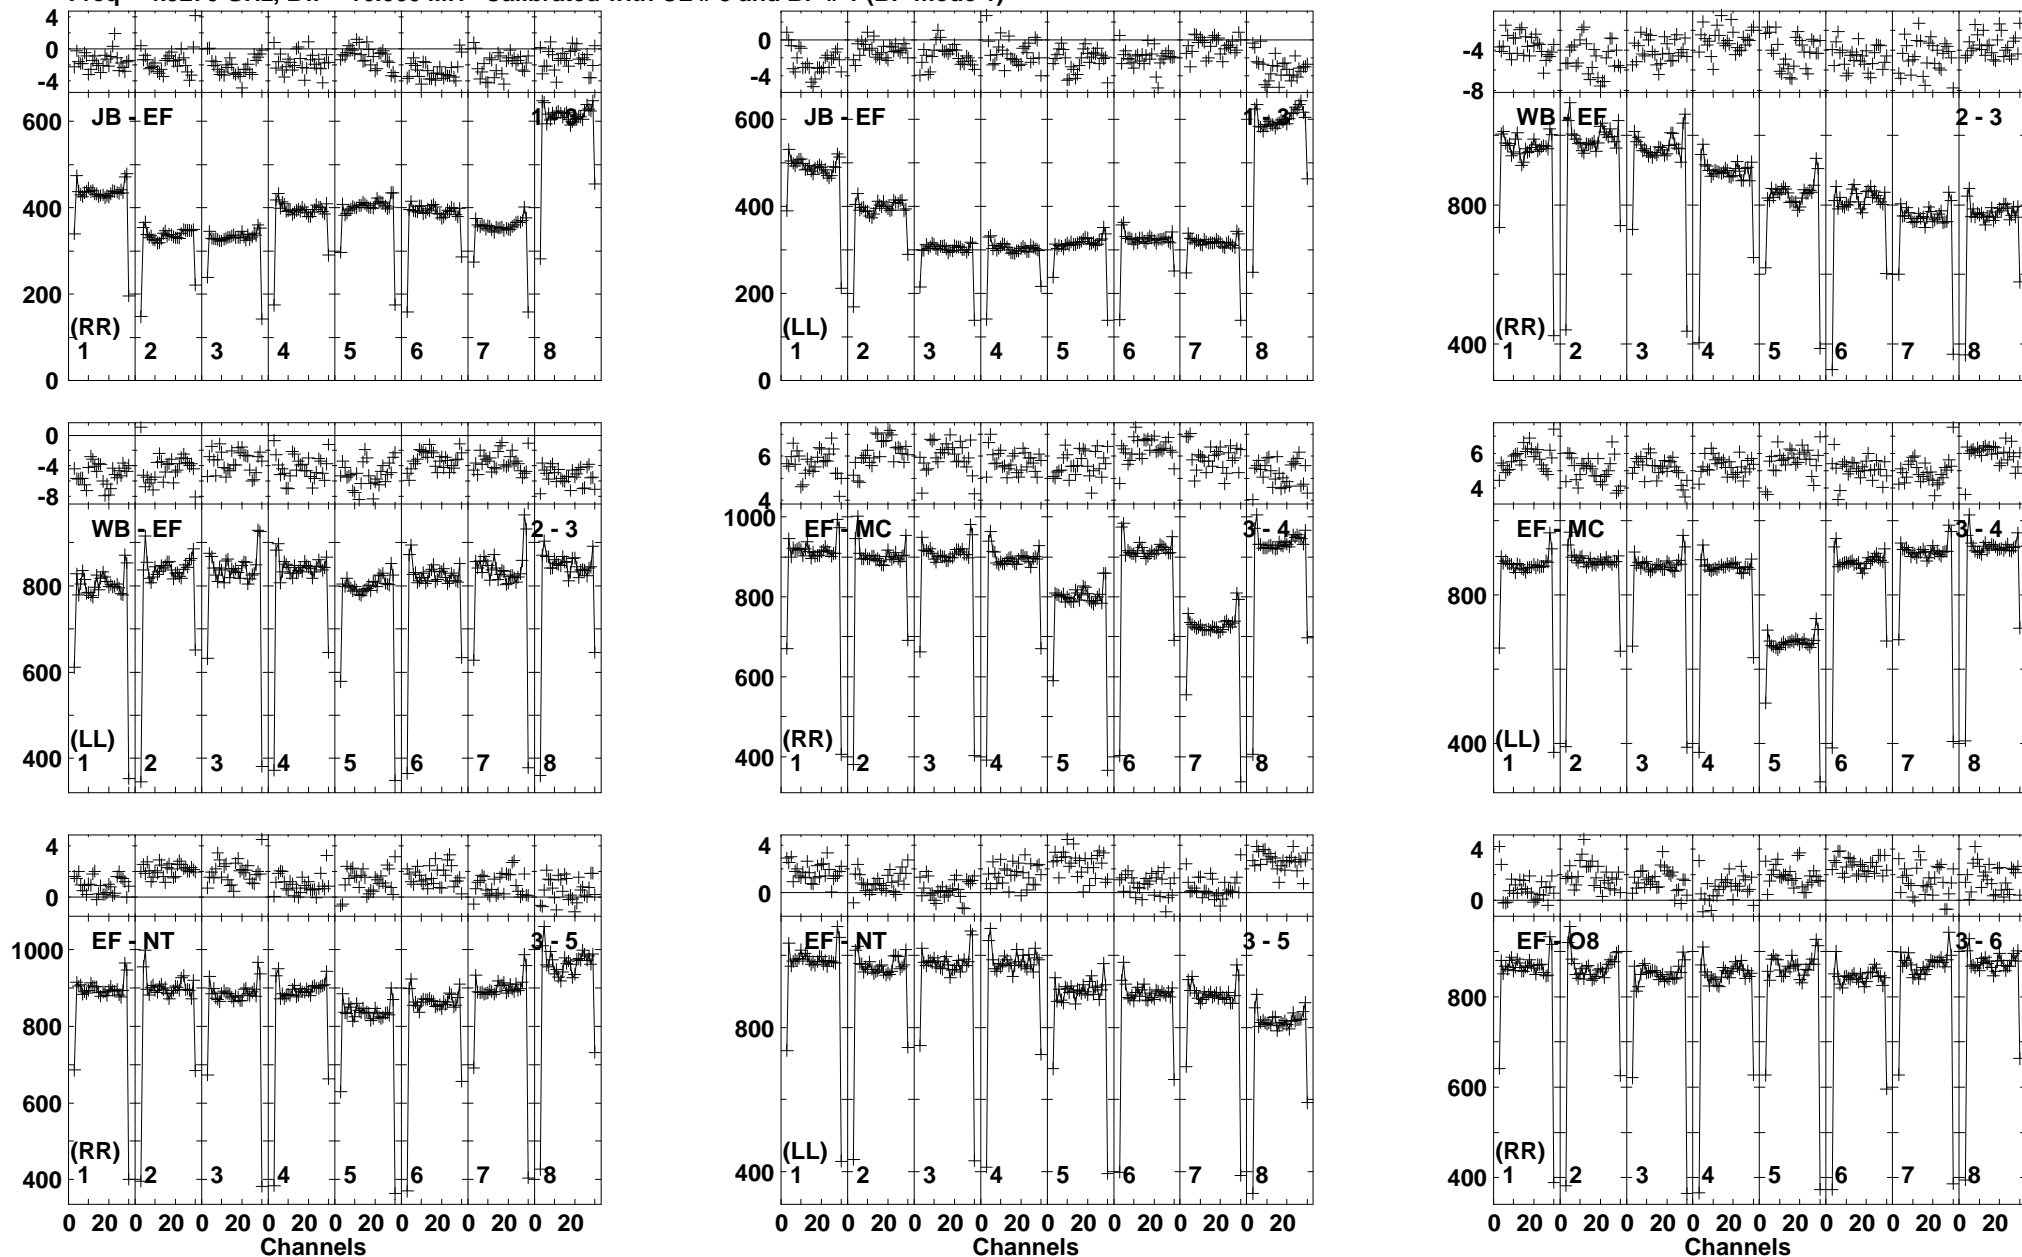 4 0 -4
0 -4
-4 -8
JB - EF
JB - EF 1 - 3
WB - EF 2 - 3
600 400 200 0
600 400 200 0
800 400
(RR)
1 2 3 4 5 6 7 8
(LL)
1 2 3 4 5 6 7 8
(RR)
1 2 3 4 5 6 7 8
0 -4 -8
6 4
6 4
WB - EF 2 - 3
EF - MC 3 - 4
EF - MC 3 - 4
800 600 400
1000 800 600 400
800 400
(LL)
1 2 3 4 5 6 7 8
(RR)
1 2 3 4 5 6 7 8
(LL)
1 2 3 4 5 6 7 8
4 0
4 0
4 0
EF - NT 3 - 5
EF - NT 3 - 5
EF - O8 3 - 6
1000 800 600 400
800 400
800 600 400
(RR)
1 2 3 4 5 6 7 8
(LL)
1 2 3 4 5 6 7 8
(RR)
1 2 3 4 5 6 7 8
0 20 0 20 0 20 0 20 0 20 0 20 0 20 0 20
0 20 0 20 0 20 0 20 0 20 0 20 0 20 0 20
0 20 0 20 0 20 0 20 0 20 0 20 0 20 0 20
Channels
Channels
Channels